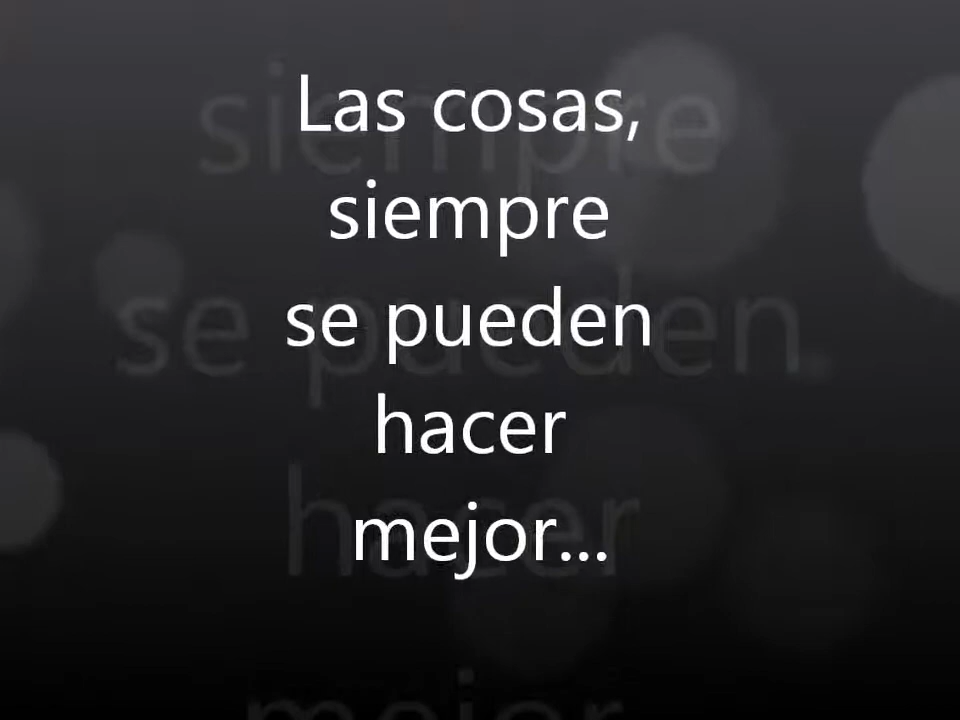 Las cosas,
siempre
se pueden
hacer
mejor...